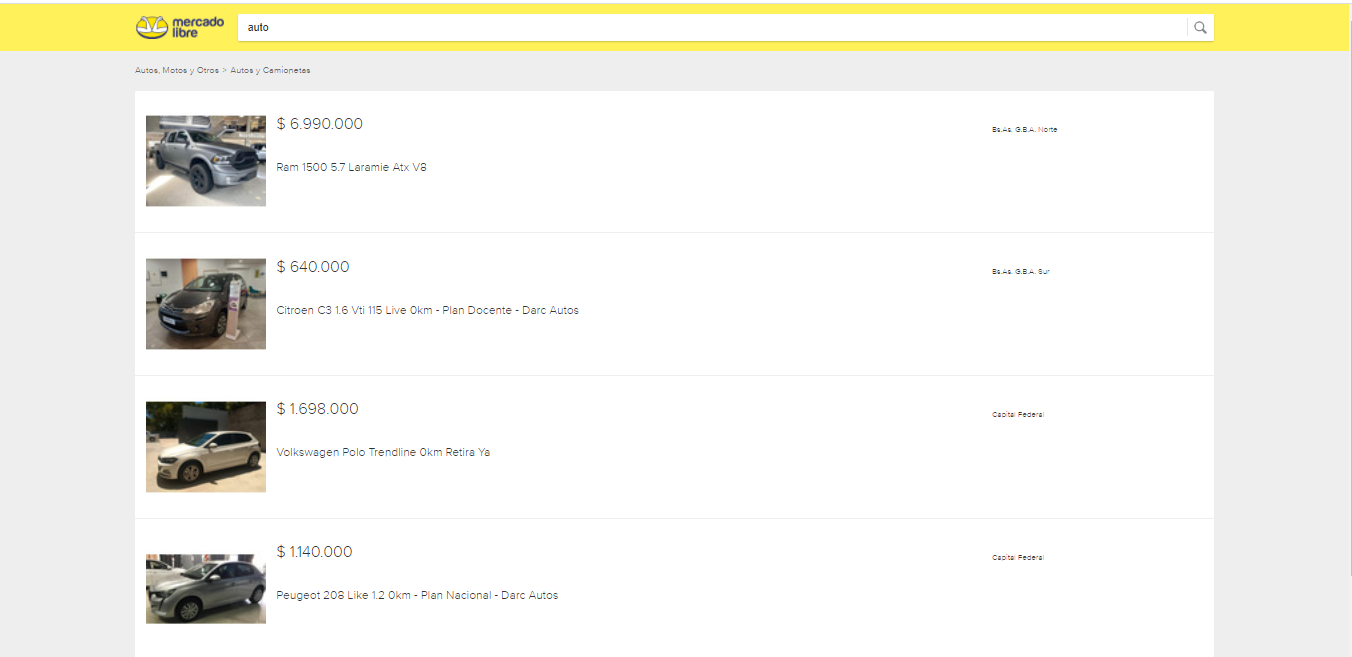 mercado
libre
auto
Autos, Motos y Otros > Autos y Camionetas
$ 6.990.000
Bs.As. G.B.A. Norte
Ram 1500 5.7 Laramie Atx V8
$ 640.000
Bs.As. G.B.A. Sur
Citroen C3 1.6 Vti 115 Live 0km - Plan Docente - Darc Autos
$ 1.698.000
Capital Federal
Volkswagen Polo Trendline 0km Retira Ya
$ 1.140.000
Capital Federal
Peugeot 208 Like 1.2 0km - Plan Nacional - Darc Autos